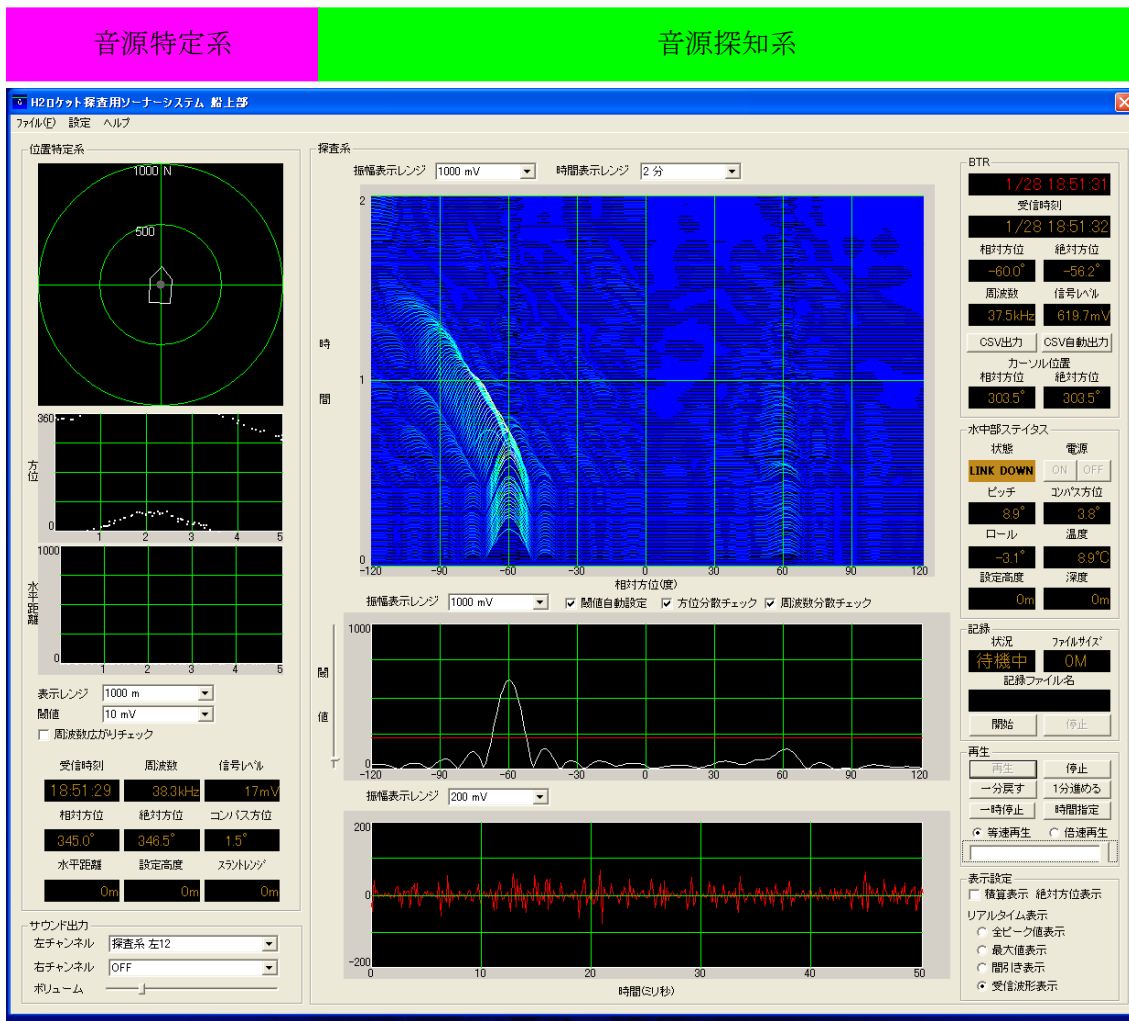 音源特定系
音源探知系
H2ロケット探査用ソーナーシステム 船上部
ファイル(F) 設定 ヘルプ
位置特定系
1000 N
500
360
方位
0
1 2 3 4 5
1000
水平距離
0
1 2 3 4 5
表示レンジ 1000 m
閾値 10 mV
周波数広がりチェック
受信時刻 周波数 信号レベル
18:51:29 38.3kHz 17mV
相対方位 絶対方位 コンパス方位
345.0° 346.5° 1.5°
水平距離 設定高度 スラントレンジ
0m 0m 0m
サウンド出力
左チャンネル 探査系 左12
右チャンネル OFF
ボリューム
探査系
振幅表示レンジ 1000 mV 時間表示レンジ 2 分
2
時
1
間
0
-120 -90 -60 -30 0 30 60 90 120
相対方位(度)
振幅表示レンジ 1000 mV 閾値自動設定 方位分散チェック 周波数分散チェック
1000
閾
値
0
-120 -90 -60 -30 0 30 60 90 120
振幅表示レンジ 200 mV
200
0
-200
0 10 20 30 40 50
時間(ミリ秒)
BTR
1/28 18:51:31
受信時刻
1/28 18:51:32
相対方位 絶対方位
-60.0° -56.2°
周波数 信号レベル
37.5kHz 619.7mV
CSV出力 CSV自動出力
カーソル位置
相対方位 絶対方位
303.5° 303.5°
水中部ステイタス
状態 電源
LINK DOWN ON OFF
ピッチ コンパス方位
8.9° 3.8°
ロール 温度
-3.1° 8.9℃
設定高度 深度
0m 0m
記録
状況 ファイルサイズ
待機中 0M
記録ファイル名
開始 停止
再生
再生 停止
一分戻す 1分進める
一時停止 時間指定
等速再生 倍速再生
表示設定
積算表示 絶対方位表示
リアルタイム表示
全ピーク値表示
最大値表示
間引き表示
受信波形表示